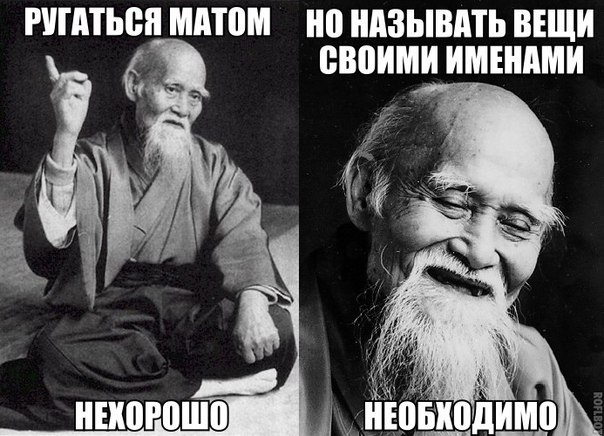 РУГАТЬСЯ МАТОМ
НЕХОРОШО
НО НАЗЫВАТЬ ВЕЩИ
СВОИМИ ИМЕНАМИ
НЕОБХОДИМО